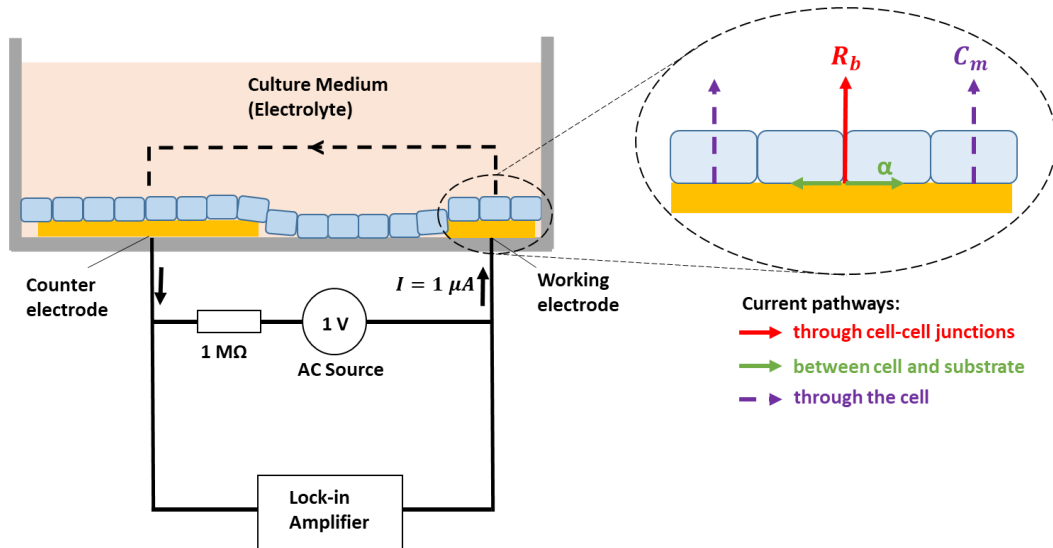 Culture Medium
(Electrolyte)
Counter
electrode
I = 1 μA
Working
electrode
1 MΩ
1 V
AC Source
Lock-in
Amplifier
R_b
C_m
α
Current pathways:
through cell-cell junctions
between cell and substrate
through the cell